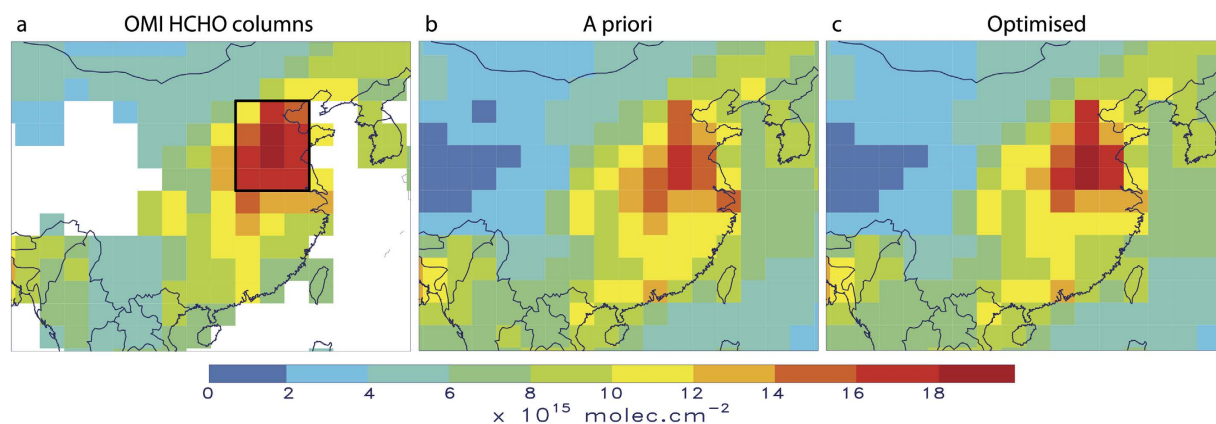 a OMI HCHO columns b A priori c Optimised
0 2 4 6 8 10 12 14 16 18
x 10¹⁵ molec.cm⁻²